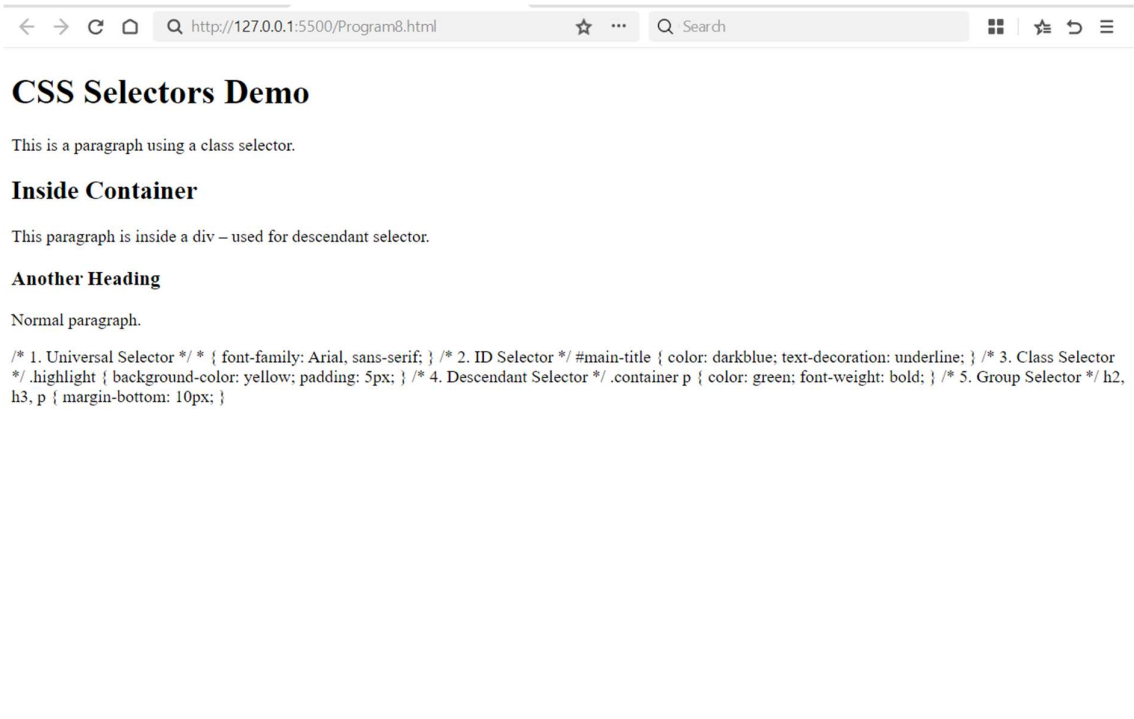 http://127.0.0.1:5500/Program8.html
Search
CSS Selectors Demo
This is a paragraph using a class selector.
Inside Container
This paragraph is inside a div – used for descendant selector.
Another Heading
Normal paragraph.
/* 1. Universal Selector */ * { font-family: Arial, sans-serif; } /* 2. ID Selector */ #main-title { color: darkblue; text-decoration: underline; } /* 3. Class Selector
*/ .highlight { background-color: yellow; padding: 5px; } /* 4. Descendant Selector */ .container p { color: green; font-weight: bold; } /* 5. Group Selector */ h2,
h3, p { margin-bottom: 10px; }